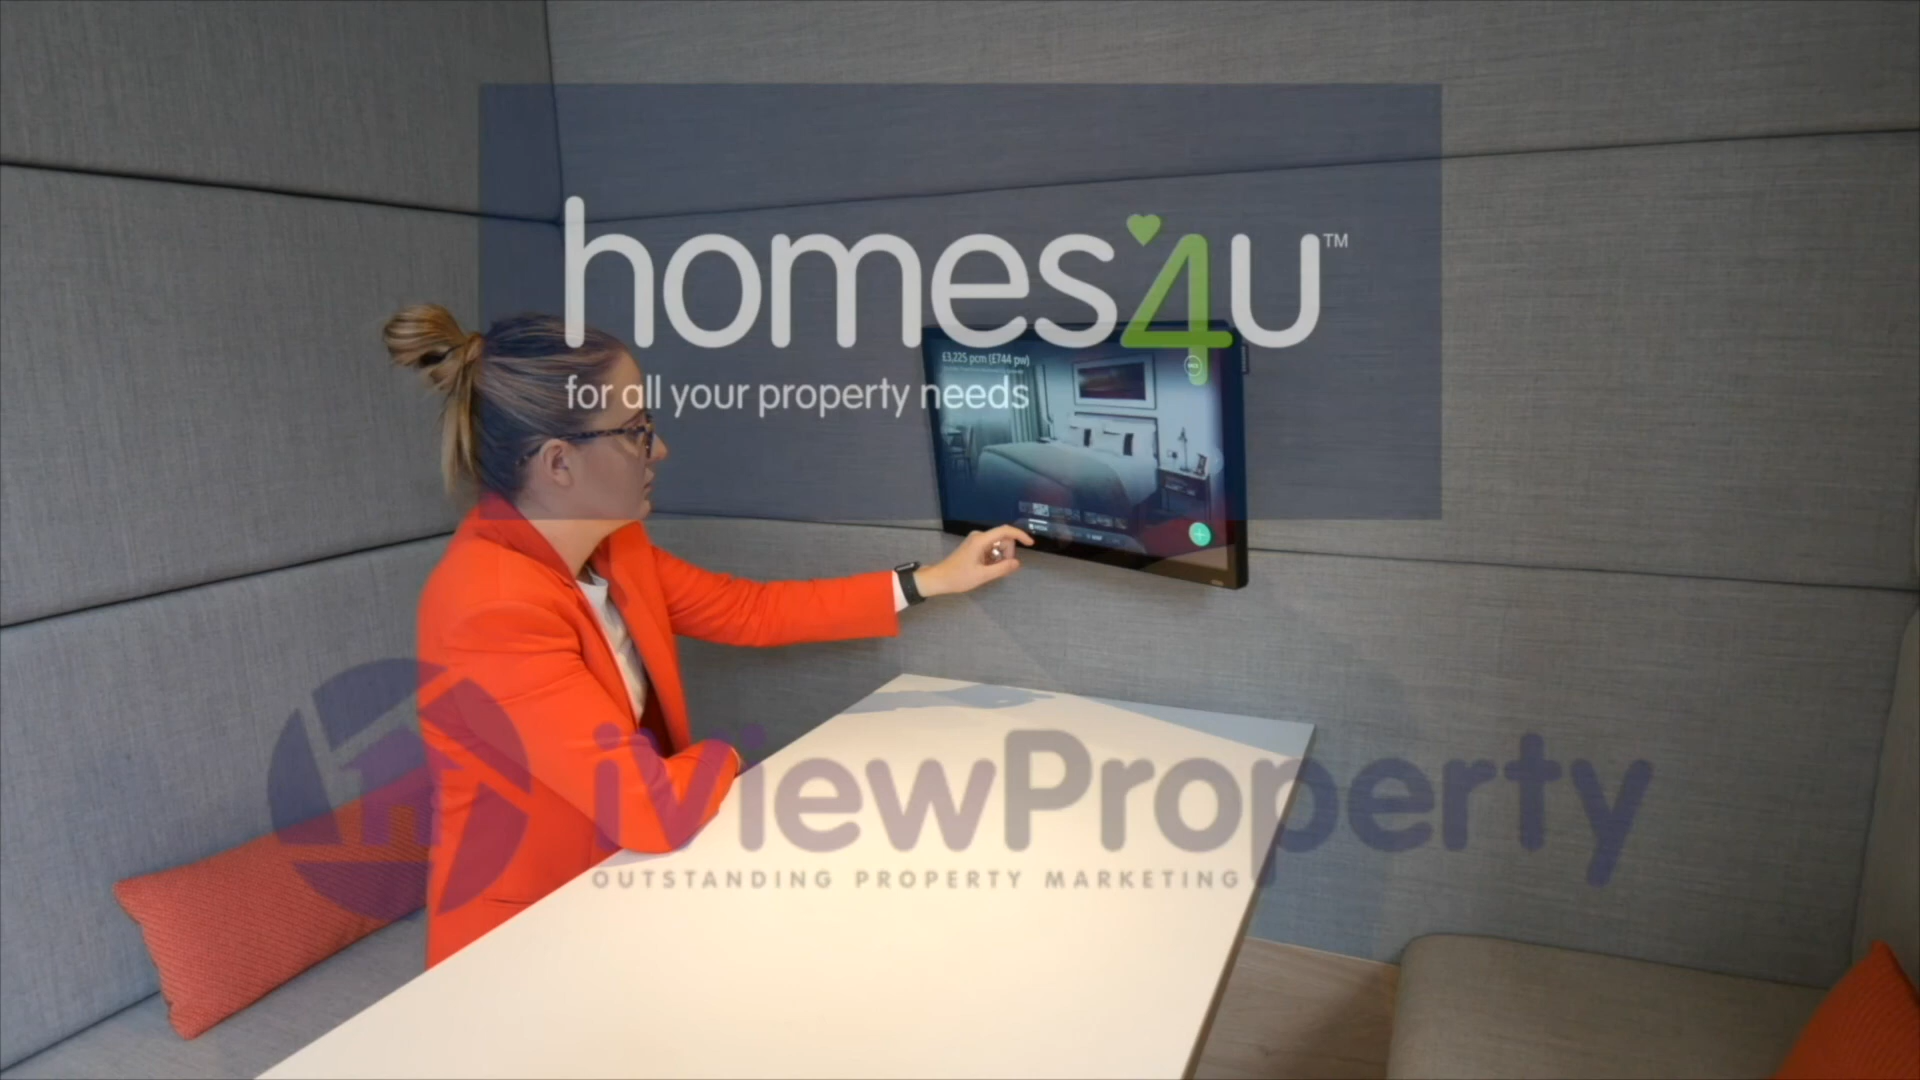 homes4u™
for all your property needs
£3,225 pcm (£744 pw)
iViewProperty
OUTSTANDING PROPERTY MARKETING